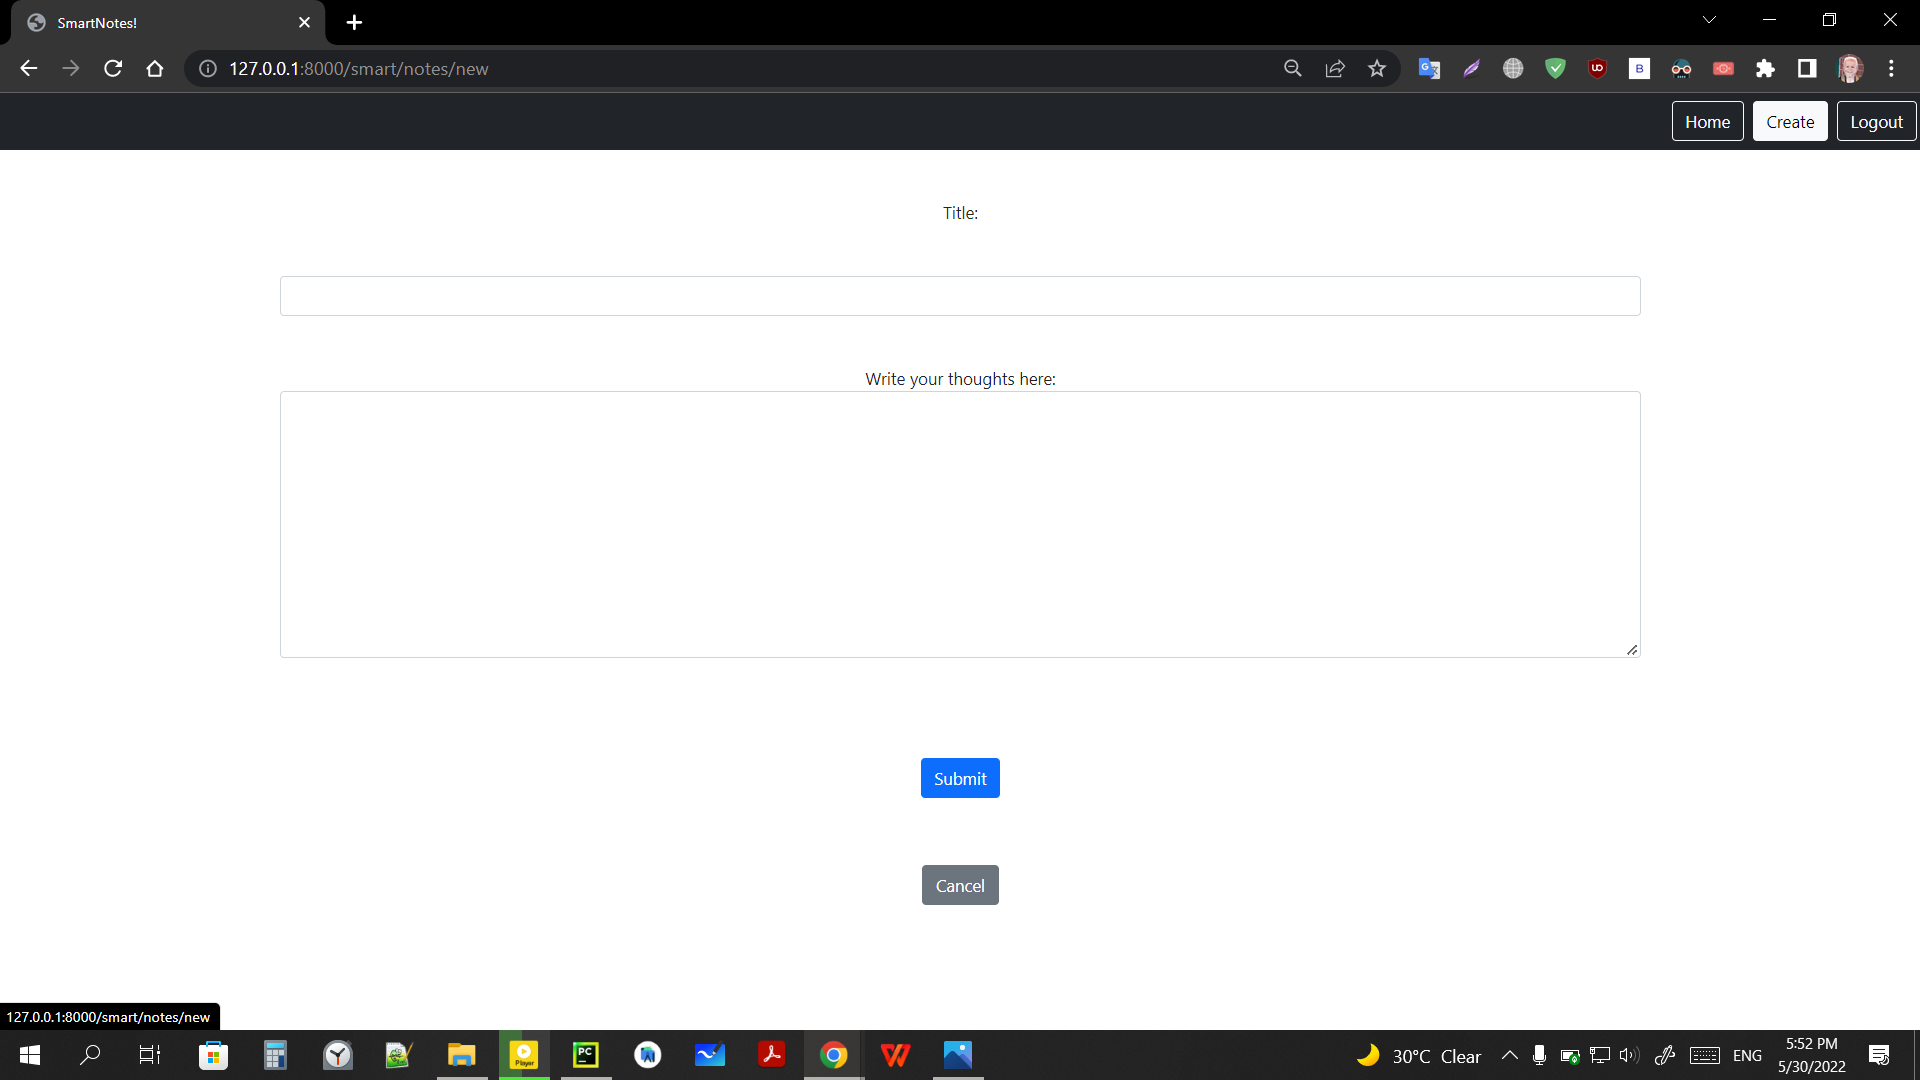 SmartNotes!
127.0.0.1:8000/smart/notes/new
Home
Create
Logout
Title:
Write your thoughts here:
Submit
Cancel
127.0.0.1:8000/smart/notes/new
30°C Clear
ENG
5:52 PM
5/30/2022